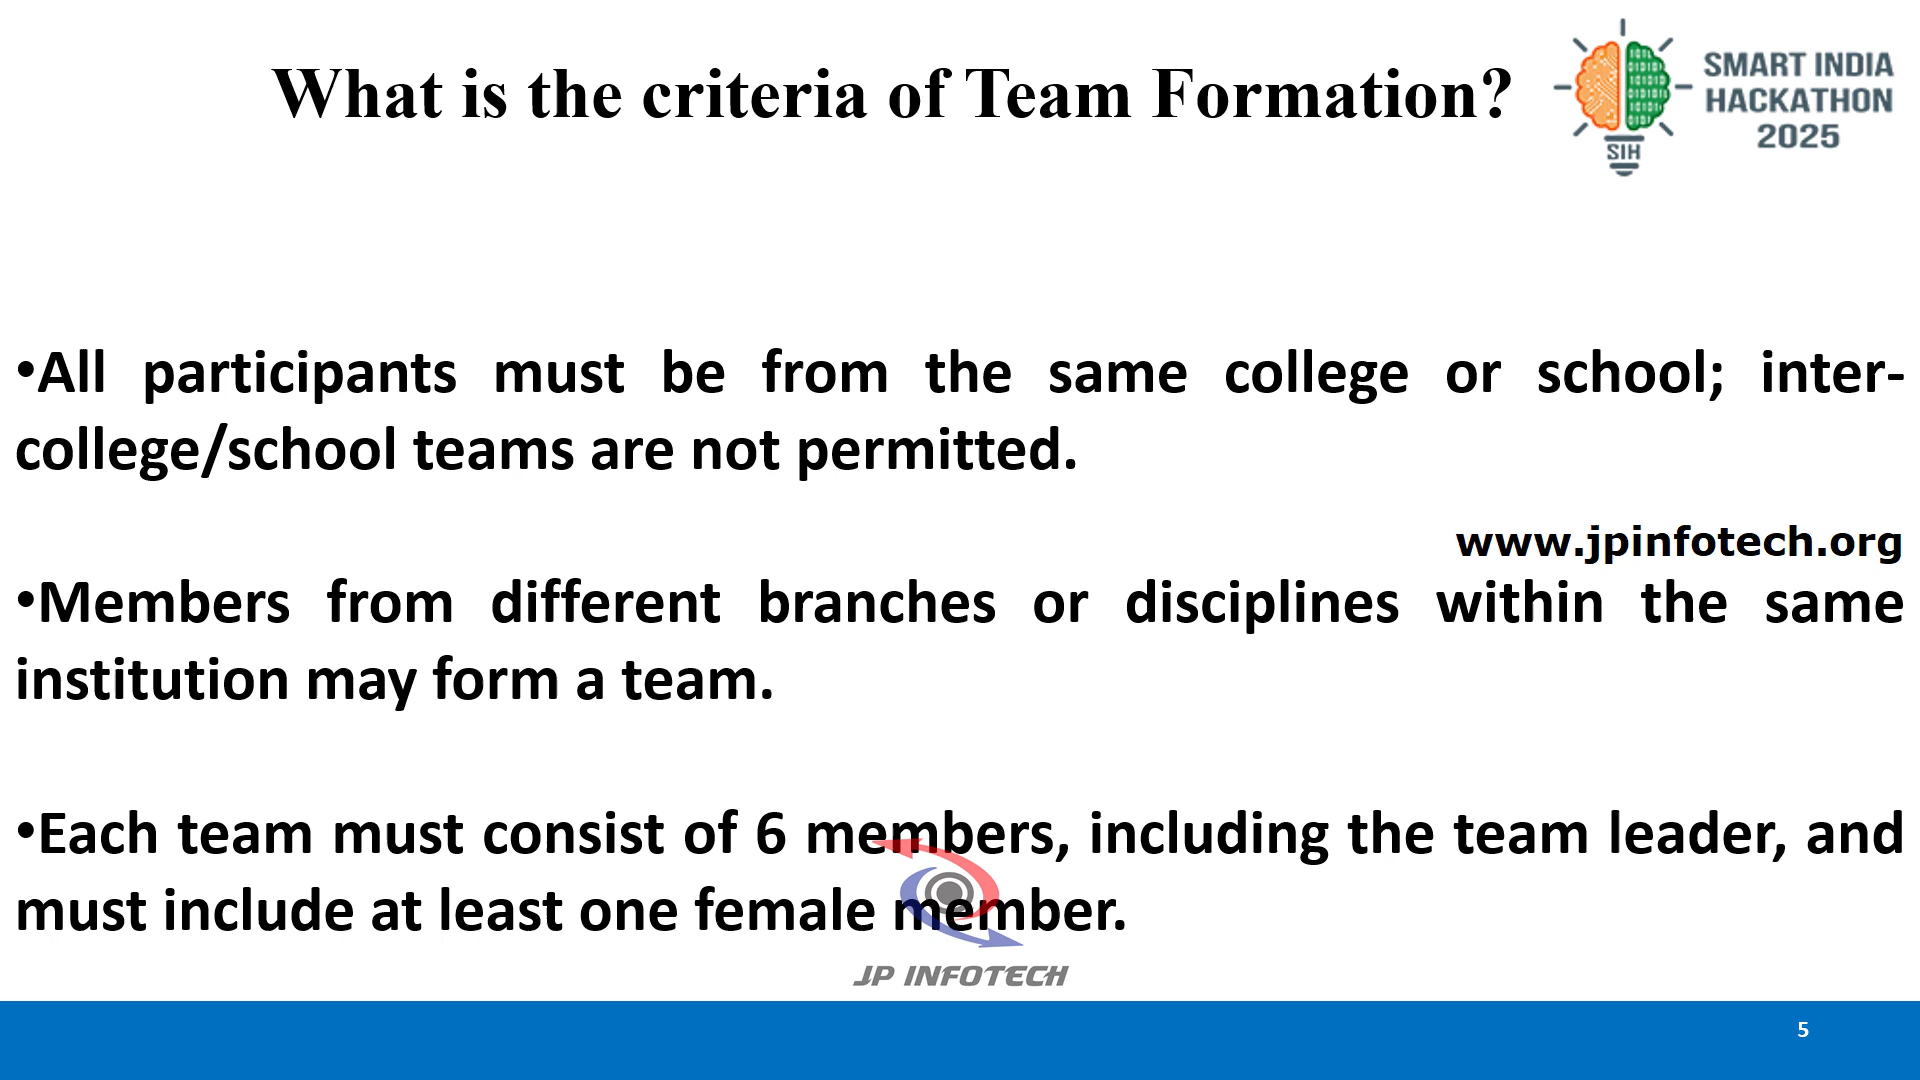 What is the criteria of Team Formation?
SMART INDIA
HACKATHON
2025
SIH
•All participants must be from the same college or school; inter-
college/school teams are not permitted.
www.jpinfotech.org
•Members from different branches or disciplines within the same
institution may form a team.
•Each team must consist of 6 members, including the team leader, and
must include at least one female member.
JP INFOTECH
5